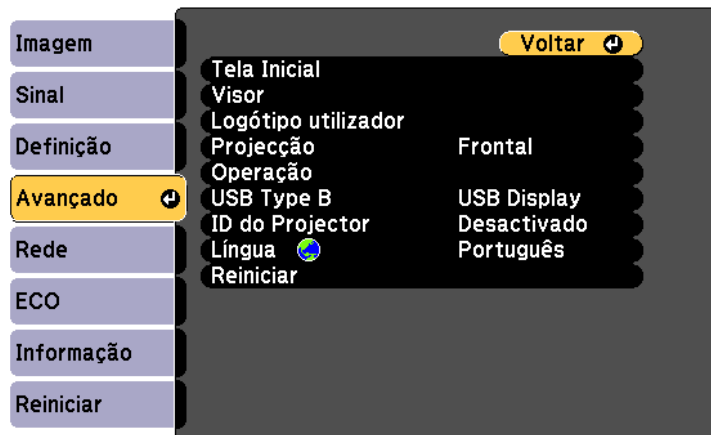 Imagem
Sinal
Definição
Avançado
Rede
ECO
Informação
Reiniciar
Voltar
Tela Inicial
Visor
Logótipo utilizador
Projecção Frontal
Operação
USB Type B USB Display
ID do Projector Desactivado
Língua Português
Reiniciar